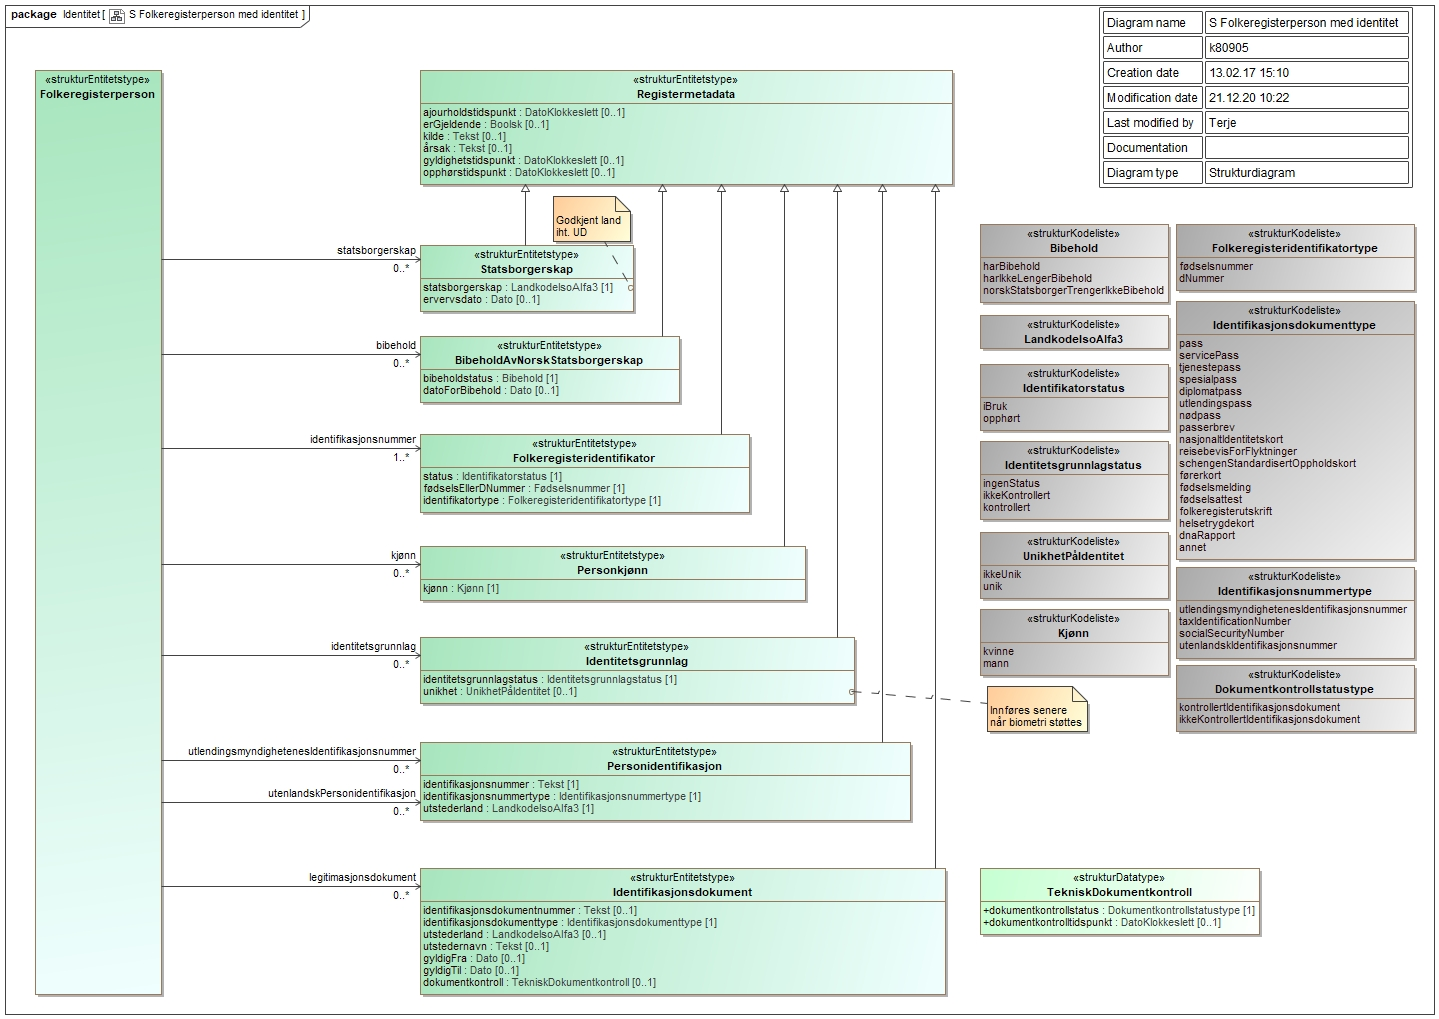 package Identitet [ S Folkeregisterperson med identitet ]
Diagram name S Folkeregisterperson med identitet
Author k80905
Creation date 13.02.17 15:10
Modification date 21.12.20 10:22
Last modified by Terje
Documentation
Diagram type Strukturdiagram
«strukturEntitetstype»
Folkeregisterperson
«strukturEntitetstype»
Registermetadata
ajourholdstidspunkt : DatoKlokkeslett [0..1]
erGjeldende : Boolsk [0..1]
kilde : Tekst [0..1]
årsak : Tekst [0..1]
gyldighetstidspunkt : DatoKlokkeslett [0..1]
opphørstidspunkt : DatoKlokkeslett [0..1]
Godkjent land
iht. UD
statsborgerskap
0..*
«strukturEntitetstype»
Statsborgerskap
statsborgerskap : LandkodeIsoAlfa3 [1]
ervervsdato : Dato [0..1]
bibehold
0..*
«strukturEntitetstype»
BibeholdAvNorskStatsborgerskap
bibeholdstatus : Bibehold [1]
datoForBibehold : Dato [0..1]
identifikasjonsnummer
1..*
«strukturEntitetstype»
Folkeregisteridentifikator
status : Identifikatorstatus [1]
fødselsEllerDNummer : Fødselsnummer [1]
identifikatortype : Folkeregisteridentifikatortype [1]
kjønn
0..*
«strukturEntitetstype»
Personkjønn
kjønn : Kjønn [1]
identitetsgrunnlag
0..*
«strukturEntitetstype»
Identitetsgrunnlag
identitetsgrunnlagstatus : Identitetsgrunnlagstatus [1]
unikhet : UnikhetPåIdentitet [0..1]
Innføres senere
når biometri støttes
utlendingsmyndighetenesIdentifikasjonsnummer
0..*
utenlandskPersonidentifikasjon
0..*
«strukturEntitetstype»
Personidentifikasjon
identifikasjonsnummer : Tekst [1]
identifikasjonsnummertype : Identifikasjonsnummertype [1]
utstederland : LandkodeIsoAlfa3 [1]
legitimasjonsdokument
0..*
«strukturEntitetstype»
Identifikasjonsdokument
identifikasjonsdokumentnummer : Tekst [0..1]
identifikasjonsdokumenttype : Identifikasjonsdokumenttype [1]
utstederland : LandkodeIsoAlfa3 [0..1]
utstedernavn : Tekst [0..1]
gyldigFra : Dato [0..1]
gyldigTil : Dato [0..1]
dokumentkontroll : TekniskDokumentkontroll [0..1]
«strukturKodeliste»
Bibehold
harBibehold
harIkkeLengerBibehold
norskStatsborgerTrengerIkkeBibehold
«strukturKodeliste»
LandkodeIsoAlfa3
«strukturKodeliste»
Identifikatorstatus
iBruk
opphørt
«strukturKodeliste»
Identitetsgrunnlagstatus
ingenStatus
ikkeKontrollert
kontrollert
«strukturKodeliste»
UnikhetPåIdentitet
ikkeUnik
unik
«strukturKodeliste»
Kjønn
kvinne
mann
«strukturKodeliste»
Folkeregisteridentifikatortype
fødselsnummer
dNummer
«strukturKodeliste»
Identifikasjonsdokumenttype
pass
servicePass
tjenestepass
spesialpass
diplomatpass
utlendingspass
nødpass
passerbrev
nasjonaltIdentitetskort
reisebevisForFlyktninger
schengenStandardisertOppholdskort
førerkort
fødselsmelding
fødselsattest
folkeregisterutskrift
helsetrygdekort
dnaRapport
annet
«strukturKodeliste»
Identifikasjonsnummertype
utlendingsmyndighetenesIdentifikasjonsnummer
taxIdentificationNumber
socialSecurityNumber
utenlandskIdentifikasjonsnummer
«strukturKodeliste»
Dokumentkontrollstatustype
kontrollertIdentifikasjonsdokument
ikkeKontrollertIdentifikasjonsdokument
«strukturDatatype»
TekniskDokumentkontroll
+dokumentkontrollstatus : Dokumentkontrollstatustype [1]
+dokumentkontrolltidspunkt : DatoKlokkeslett [0..1]